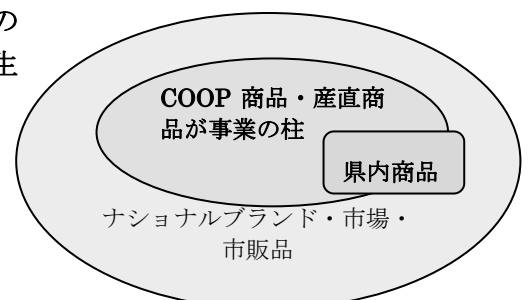 の
生
COOP 商品・産直商
品が事業の柱
県内商品
ナショナルブランド・市場・
市販品